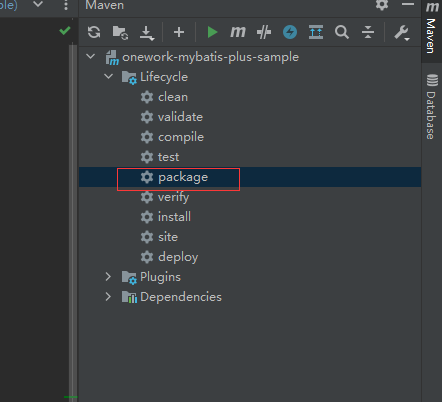 ple)
Maven
onework-mybatis-plus-sample
Lifecycle
clean
validate
compile
test
package
verify
install
site
deploy
Plugins
Dependencies
Maven
Database